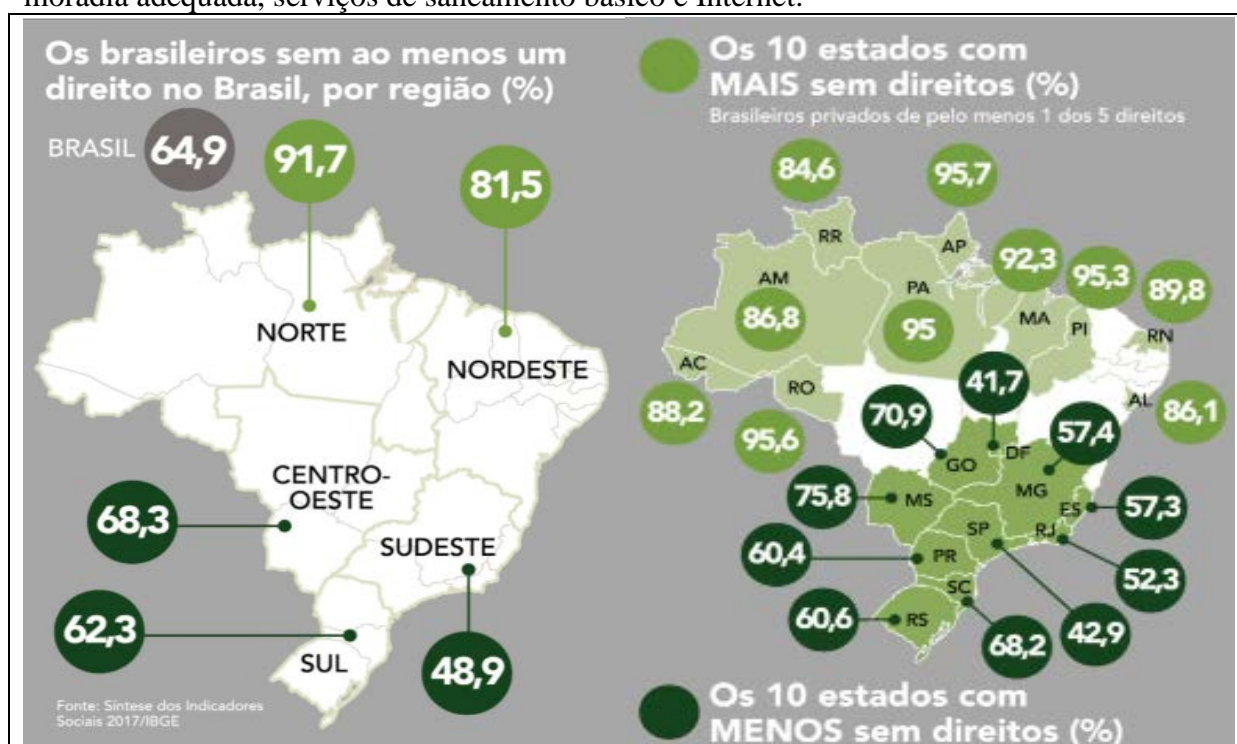 moradia adequada, serviços de saneamento básico e Internet.
Os brasileiros sem ao menos um
direito no Brasil, por região (%)
BRASIL 64,9
91,7
81,5
NORTE
NORDESTE
CENTRO-
OESTE
68,3
SUDESTE
62,3
SUL
48,9
Fonte: Síntese dos Indicadores
Sociais 2017/IBGE
Os 10 estados com
MAIS sem direitos (%)
Brasileiros privados de pelo menos 1 dos 5 direitos
84,6
95,7
RR
AP
92,3
95,3
89,8
AM
86,8
PA
95
MA
PI
RN
AC
88,2
RO
95,6
AL
86,1
41,7
70,9
57,4
DF
GO
MG
75,8
MS
ES
57,3
SP
RJ
60,4
PR
52,3
SC
60,6
RS
68,2
42,9
Os 10 estados com
MENOS sem direitos (%)